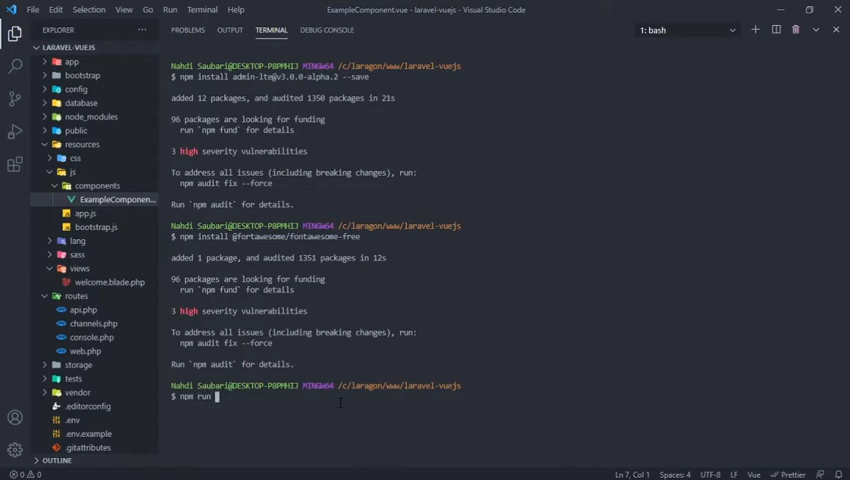 File Edit Selection View Go Run Terminal Help
ExampleComponent.vue - laravel-vuejs - Visual Studio Code
EXPLORER
PROBLEMS OUTPUT TERMINAL DEBUG CONSOLE
1: bash
LARAVEL-VUEJS
app
bootstrap
config
database
node_modules
public
resources
css
js
components
ExampleComponen...
app.js
bootstrap.js
lang
sass
views
welcome.blade.php
routes
api.php
channels.php
console.php
web.php
storage
tests
vendor
.editorconfig
.env
.env.example
.gitattributes
OUTLINE
Nahdi Saubari@DESKTOP-P8PMHIJ MINGW64 /c/laragon/www/laravel-vuejs
$ npm install admin-lte@v3.0.0-alpha.2 --save
added 12 packages, and audited 1350 packages in 21s
96 packages are looking for funding
run `npm fund` for details
3 high severity vulnerabilities
To address all issues (including breaking changes), run:
npm audit fix --force
Run `npm audit` for details.
Nahdi Saubari@DESKTOP-P8PMHIJ MINGW64 /c/laragon/www/laravel-vuejs
$ npm install @fortawesome/fontawesome-free
added 1 package, and audited 1351 packages in 12s
96 packages are looking for funding
run `npm fund` for details
3 high severity vulnerabilities
To address all issues (including breaking changes), run:
npm audit fix --force
Run `npm audit` for details.
Nahdi Saubari@DESKTOP-P8PMHIJ MINGW64 /c/laragon/www/laravel-vuejs
$ npm run
0 0
Ln 7, Col 1 Spaces: 4 UTF-8 LF Vue Prettier